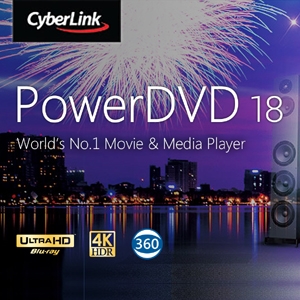 CyberLink
PowerDVD 18
World's No.1 Movie & Media Player
ULTRA HD
Blu-ray
4K
HDR
360